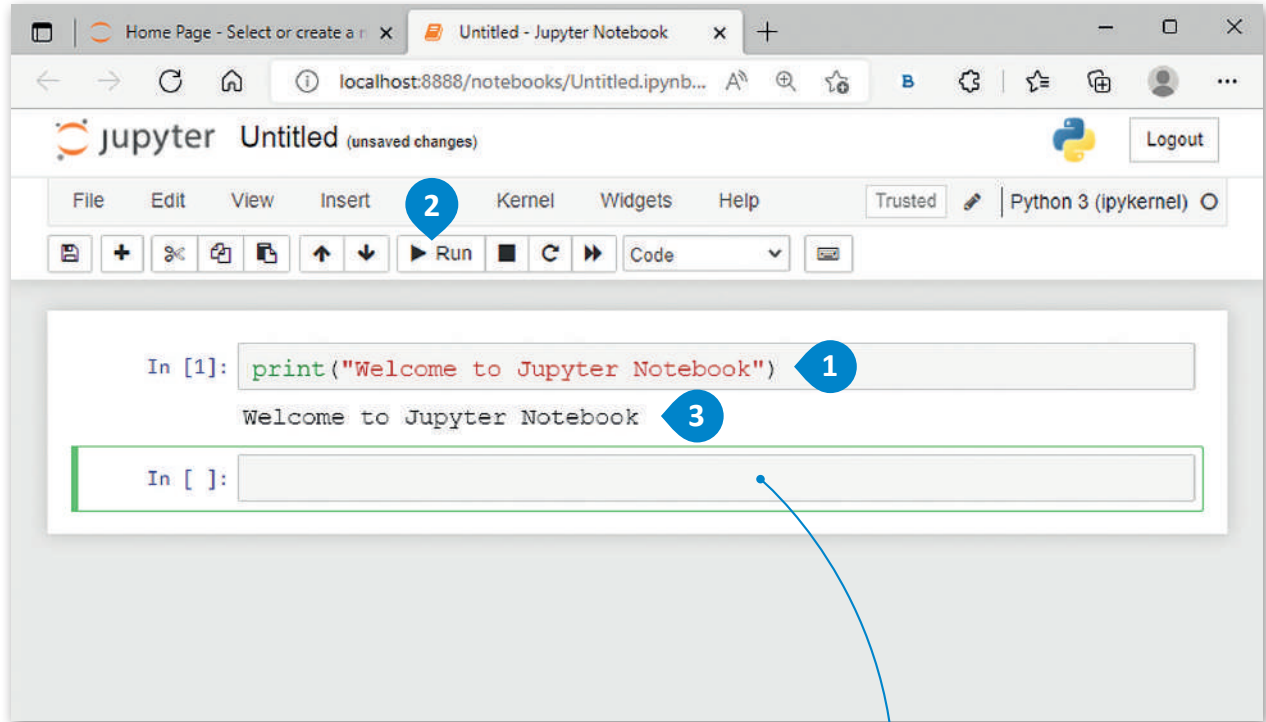 Home Page - Select or create a n
Untitled - Jupyter Notebook
localhost:8888/notebooks/Untitled.ipynb...
B
jupyter Untitled (unsaved changes)
Logout
File Edit View Insert 2 Kernel Widgets Help Trusted Python 3 (ipykernel)
Run Code
In [1]: print("Welcome to Jupyter Notebook") 1
Welcome to Jupyter Notebook 3
In [ ]: